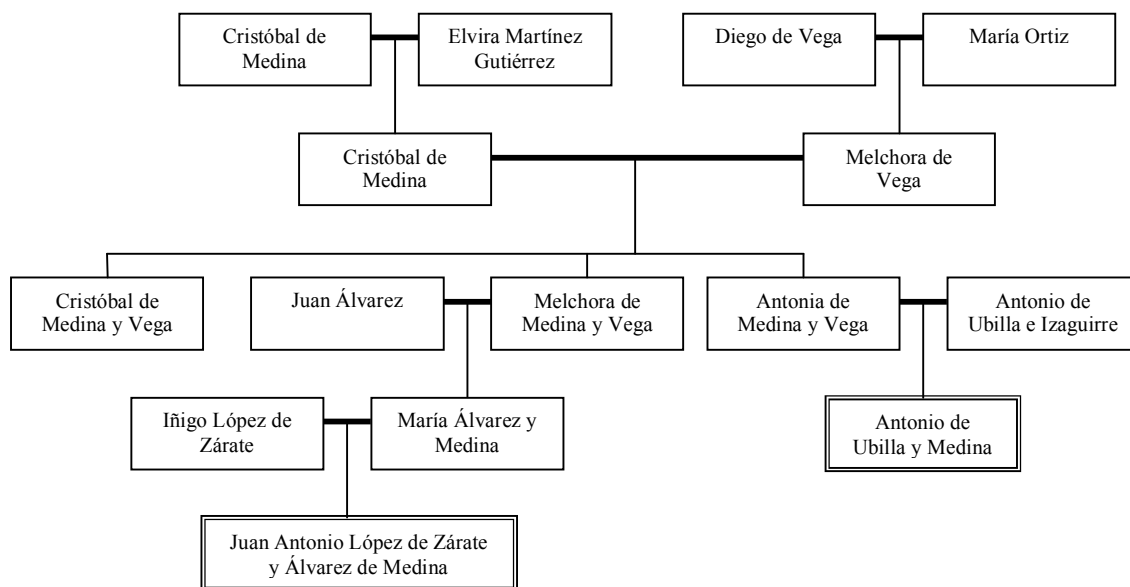 Cristóbal de
Medina
Elvira Martínez
Gutiérrez
Diego de Vega
María Ortiz
Cristóbal de
Medina
Melchora de
Vega
Cristóbal de
Medina y Vega
Juan Álvarez
Melchora de
Medina y Vega
Antonia de
Medina y Vega
Antonio de
Ubilla e Izaguirre
Iñigo López de
Zárate
María Álvarez y
Medina
Antonio de
Ubilla y Medina
Juan Antonio López de Zárate
y Álvarez de Medina